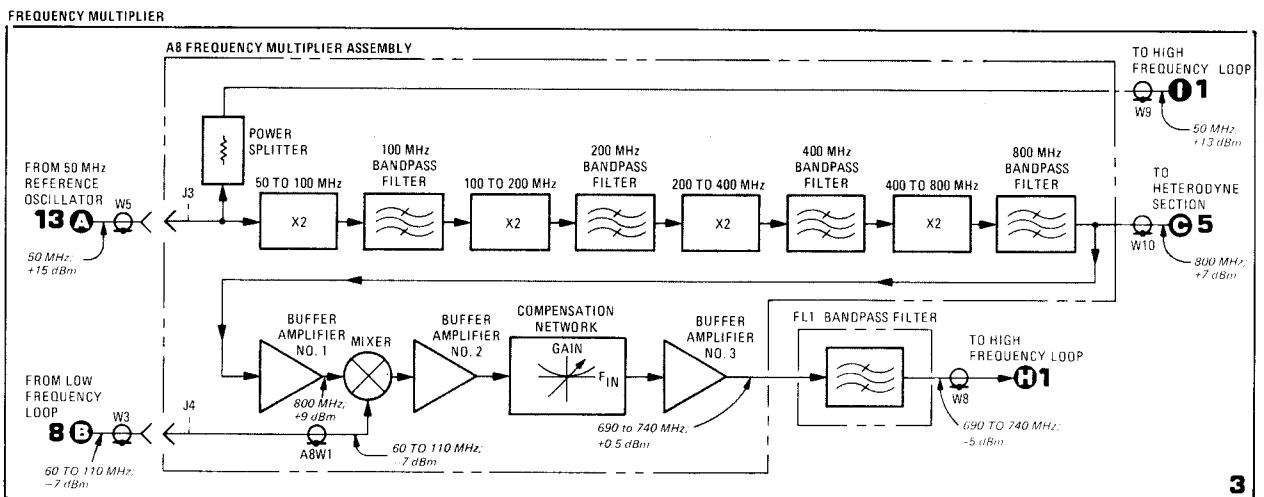 FREQUENCY MULTIPLIER
A8 FREQUENCY MULTIPLIER ASSEMBLY
TO HIGH
FREQUENCY LOOP
I 1
W9
50 MHz;
+13 dBm
POWER
SPLITTER
FROM 50 MHz
REFERENCE
OSCILLATOR
13 A
W5
J3
50 MHz;
+15 dBm
50 TO 100 MHz
X2
100 MHz
BANDPASS
FILTER
100 TO 200 MHz
X2
200 MHz
BANDPASS
FILTER
200 TO 400 MHz
X2
400 MHz
BANDPASS
FILTER
400 TO 800 MHz
X2
800 MHz
BANDPASS
FILTER
TO
HETERODYNE
SECTION
C 5
W10
800 MHz;
+7 dBm
BUFFER
AMPLIFIER
NO. 1
MIXER
BUFFER
AMPLIFIER
NO. 2
COMPENSATION
NETWORK
GAIN
FIN
BUFFER
AMPLIFIER
NO. 3
FL1 BANDPASS FILTER
TO HIGH
FREQUENCY LOOP
H 1
W8
800 MHz;
+9 dBm
690 to 740 MHz;
+0.5 dBm
690 TO 740 MHz;
-5 dBm
FROM LOW
FREQUENCY
LOOP
8 B
W3
J4
A8W1
60 TO 110 MHz;
-7 dBm
60 TO 110 MHz;
-7 dBm
3